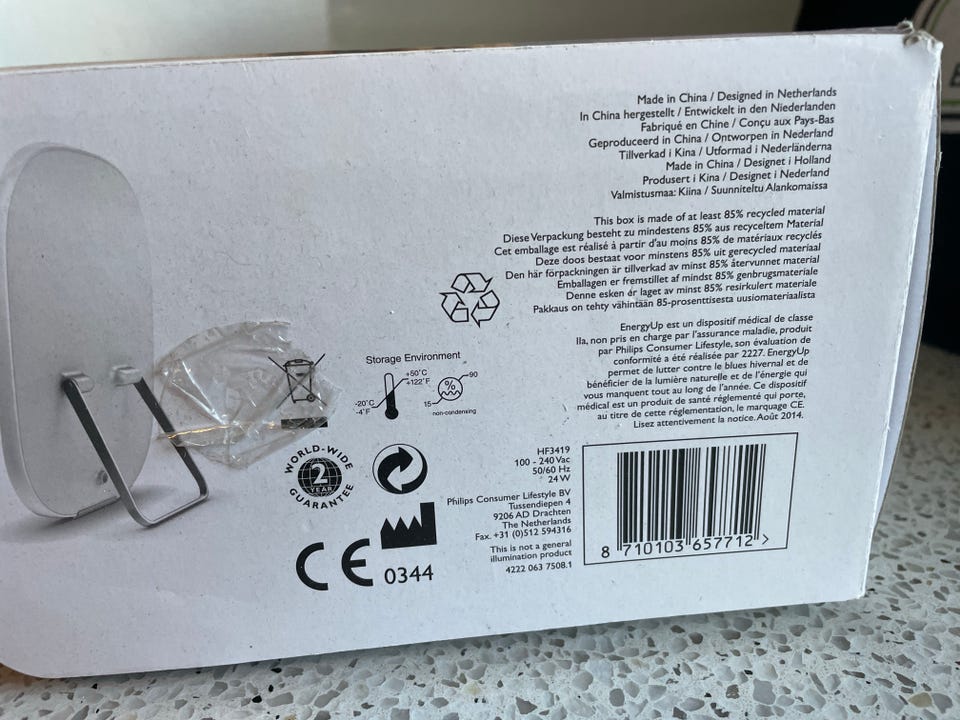 Made in China / Designed in Netherlands
In China hergestellt / Entwickelt in den Niederlanden
Fabriqué en Chine / Conçu aux Pays-Bas
Geproduceerd in China / Ontworpen in Nederland
Tillverkad i Kina / Utformad i Nederländerna
Made in China / Designet i Holland
Produsert i Kina / Designet i Nederland
Valmistusmaa: Kiina / Suunniteltu Alankomaissa
This box is made of at least 85% recycled material
Diese Verpackung besteht zu mindestens 85% aus recyceltem Material
Cet emballage est réalisé à partir d'au moins 85% de matériaux recyclés
Deze doos bestaat voor minstens 85% uit gerecycled materiaal
Den här förpackningen är tillverkad av minst 85% återvunnet material
Emballagen er fremstillet af mindst 85% genbrugsmateriale
Denne esken er laget av minst 85% resirkulert materiale
Pakkaus on tehty vähintään 85-prosenttisesta uusiomateriaalista
EnergyUp est un dispositif médical de classe
IIa, non pris en charge par l'assurance maladie, produit
par Philips Consumer Lifestyle, son évaluation de
conformité a été réalisée par 2227. EnergyUp
permet de lutter contre le blues hivernal et de
bénéficier de la lumière naturelle et de l'énergie qui
vous manquent tout au long de l'année. Ce dispositif
médical est un produit de santé réglementé qui porte,
au titre de cette réglementation, le marquage CE.
Lisez attentivement la notice. Août 2014.
Storage Environment
+50°C
+122°F
-20°C
-4°F
%
90
15
non-condensing
WORLD-WIDE
2
YEAR
GUARANTEE
CE 0344
HF3419
100 - 240 Vac
50/60 Hz
24 W
Philips Consumer Lifestyle BV
Tussendiepen 4
9206 AD Drachten
The Netherlands
Fax. +31 (0)512 594316
This is not a general
illumination product
4222 063 7508.1
8 710103 657712 >